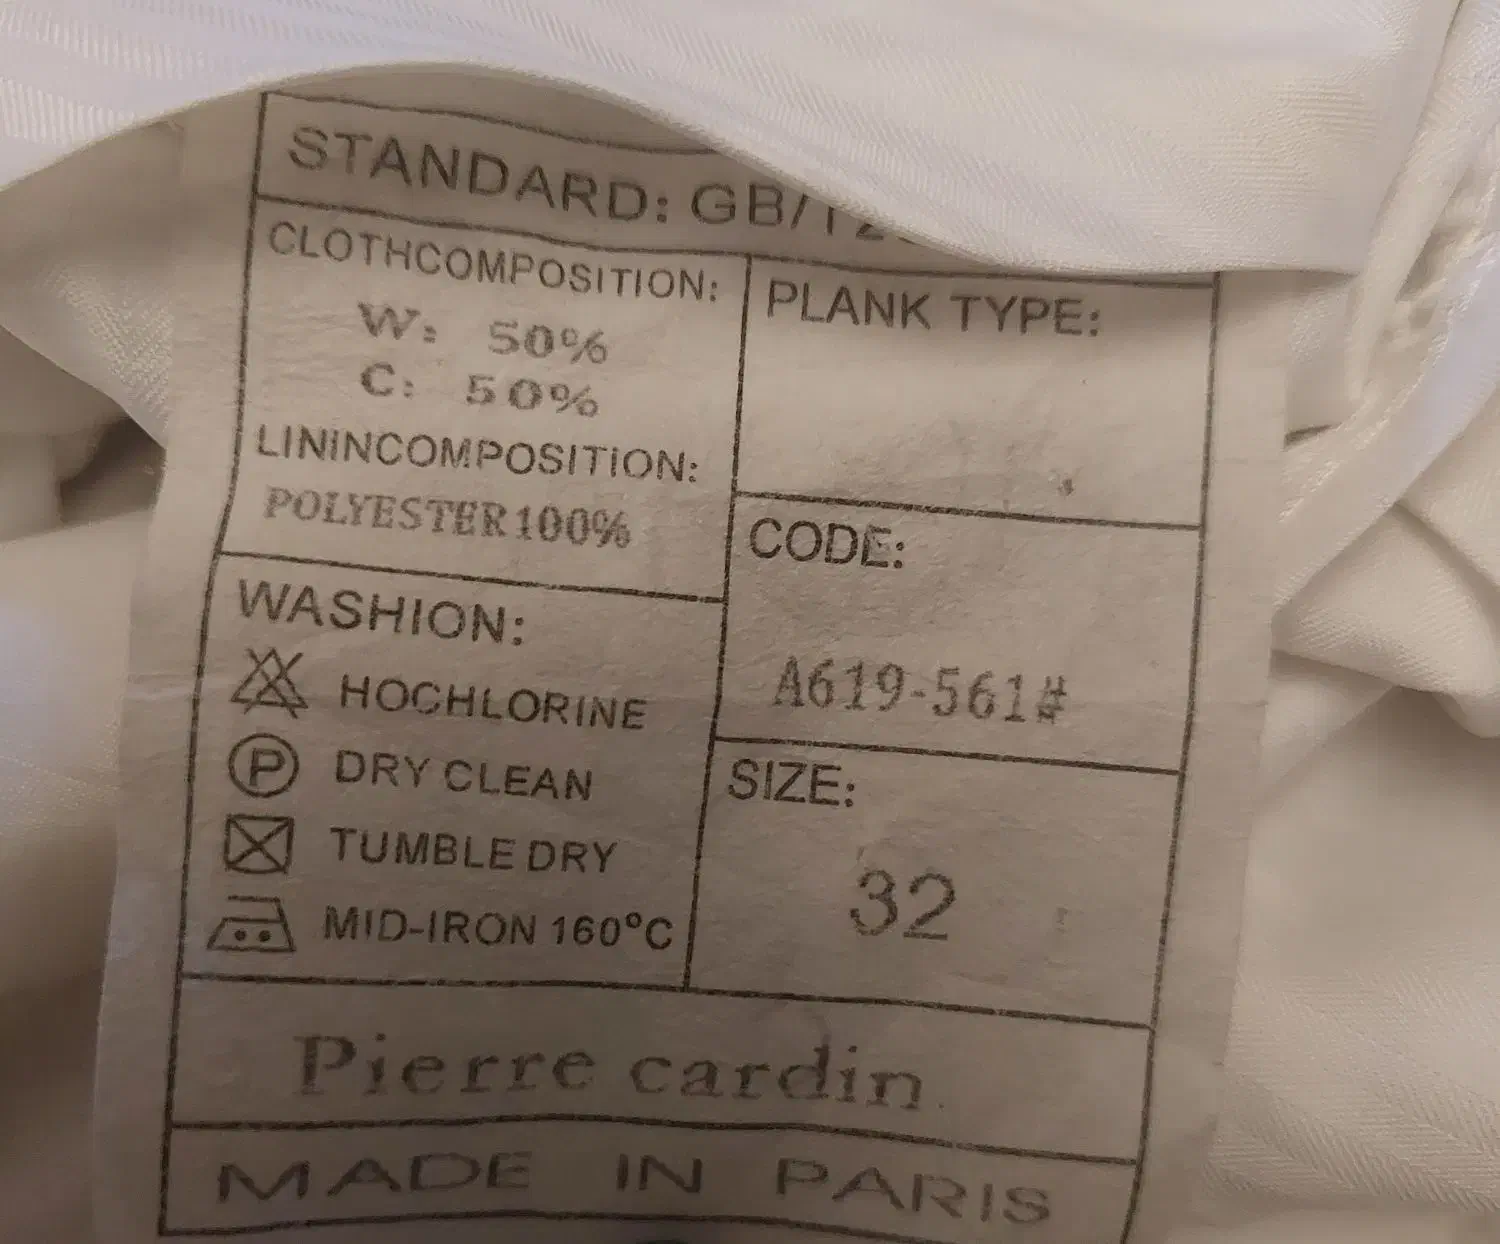 STANDARD: GB/T2
CLOTHCOMPOSITION:
W: 50%
C: 50%
LININCOMPOSITION:
POLYESTER100%
WASHION:
HOCHLORINE
P DRY CLEAN
TUMBLE DRY
MID-IRON 160°C
PLANK TYPE:
CODE:
A619-561#
SIZE:
32
Pierre cardin
MADE IN PARIS